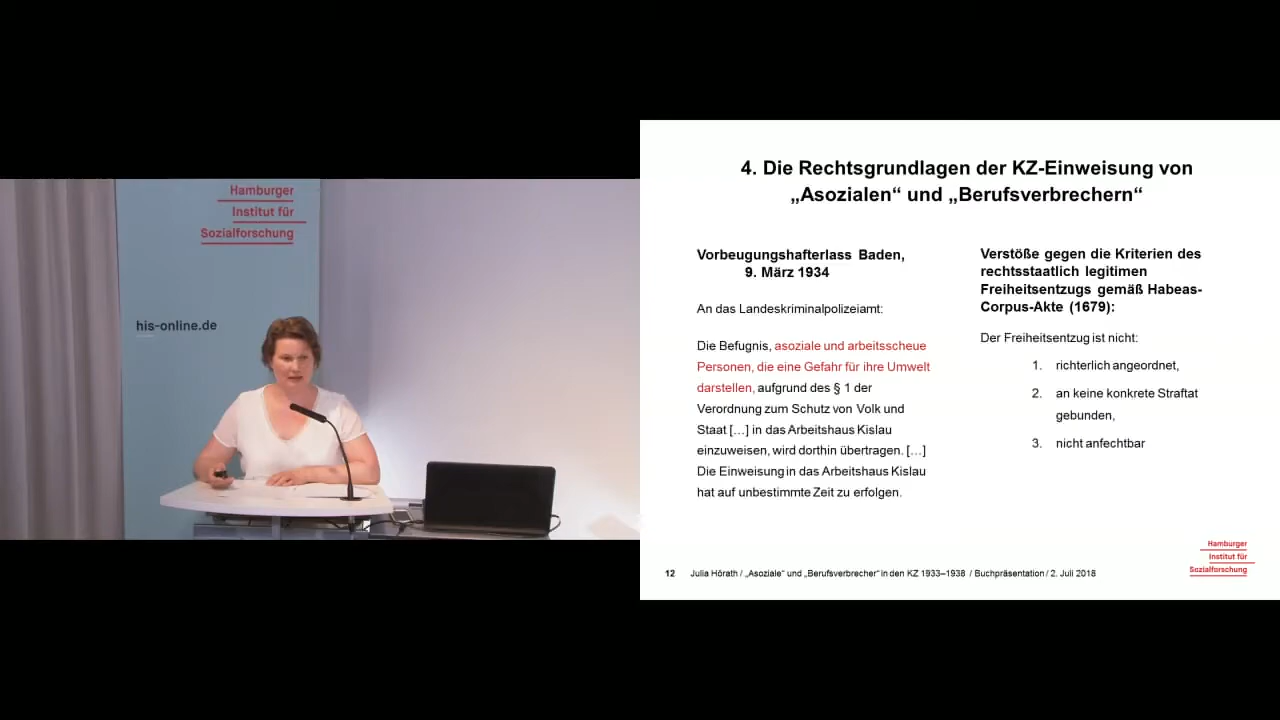 Hamburger
Institut für
Sozialforschung
his-online.de
4. Die Rechtsgrundlagen der KZ-Einweisung von
„Asozialen“ und „Berufsverbrechern“
Vorbeugungshafterlass Baden,
9. März 1934
An das Landeskriminalpolizeiamt:
Die Befugnis, asoziale und arbeitsscheue
Personen, die eine Gefahr für ihre Umwelt
darstellen, aufgrund des § 1 der
Verordnung zum Schutz von Volk und
Staat […] in das Arbeitshaus Kislau
einzuweisen, wird dorthin übertragen. […]
Die Einweisung in das Arbeitshaus Kislau
hat auf unbestimmte Zeit zu erfolgen.
Verstöße gegen die Kriterien des
rechtsstaatlich legitimen
Freiheitsentzugs gemäß Habeas-
Corpus-Akte (1679):
Der Freiheitsentzug ist nicht:
1. richterlich angeordnet,
2. an keine konkrete Straftat
gebunden,
3. nicht anfechtbar
Hamburger
Institut für
Sozialforschung
12 Julia Hörath / „Asoziale“ und „Berufsverbrecher“ in den KZ 1933–1938 / Buchpräsentation / 2. Juli 2018